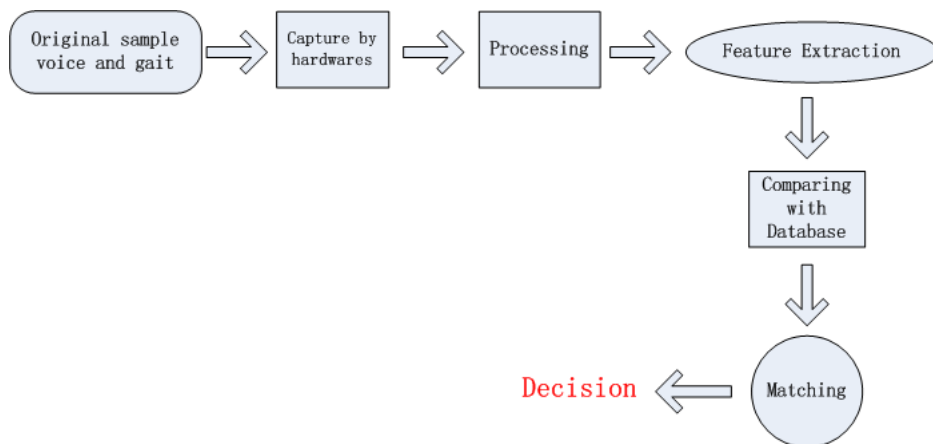 Original sample
voice and gait
Capture by
hardwares
Processing
Feature Extraction
Comparing
with
Database
Matching
Decision